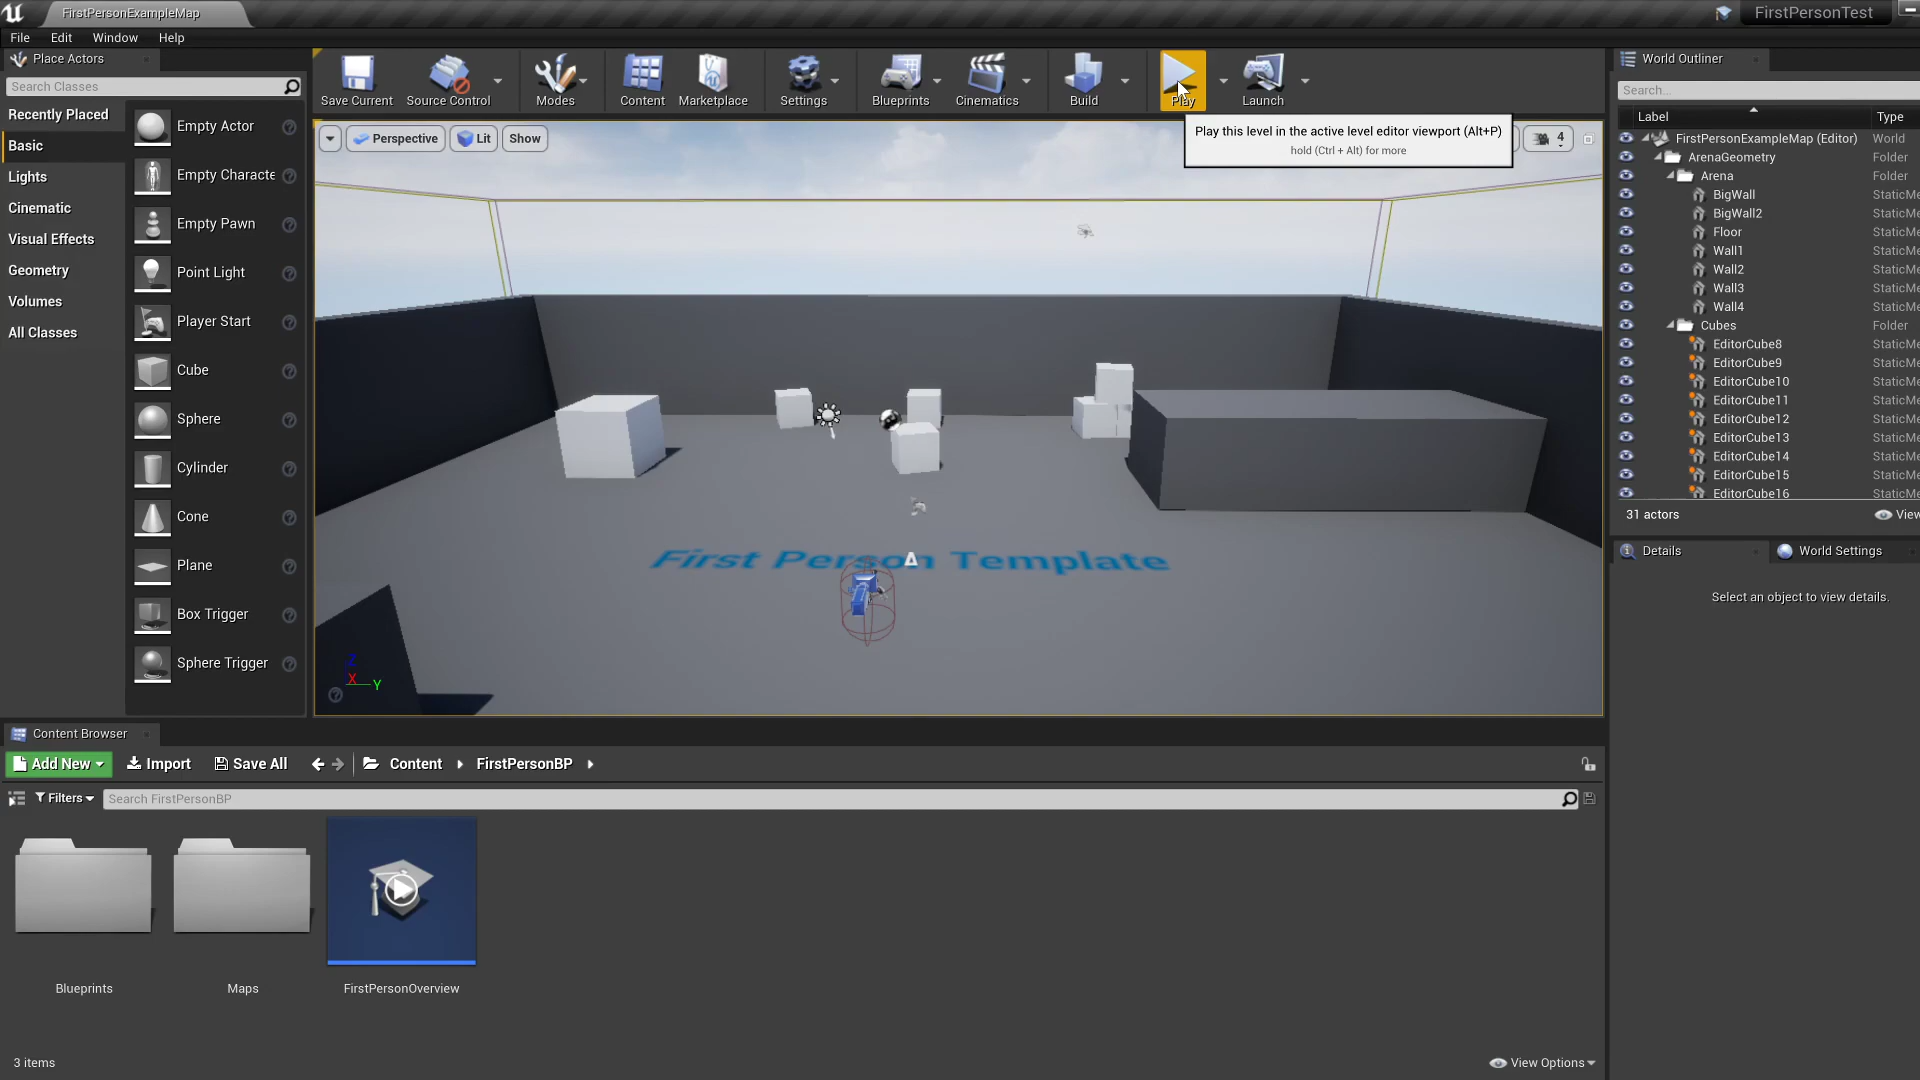 FirstPersonExampleMap
FirstPersonTest
File Edit Window Help
Place Actors
Search Classes
Recently Placed
Basic
Lights
Cinematic
Visual Effects
Geometry
Volumes
All Classes
Empty Actor
Empty Characte
Empty Pawn
Point Light
Player Start
Cube
Sphere
Cylinder
Cone
Plane
Box Trigger
Sphere Trigger
Save Current Source Control Modes Content Marketplace Settings Blueprints Cinematics Build Play Launch
Perspective Lit Show
4
Play this level in the active level editor viewport (Alt+P)
hold (Ctrl + Alt) for more
First Person Template
Z
X
Y
World Outliner
Search...
Label Type
FirstPersonExampleMap (Editor) World
ArenaGeometry Folder
Arena Folder
BigWall StaticMe
BigWall2 StaticMe
Floor StaticMe
Wall1 StaticMe
Wall2 StaticMe
Wall3 StaticMe
Wall4 StaticMe
Cubes Folder
EditorCube8 StaticMe
EditorCube9 StaticMe
EditorCube10 StaticMe
EditorCube11 StaticMe
EditorCube12 StaticMe
EditorCube13 StaticMe
EditorCube14 StaticMe
EditorCube15 StaticMe
EditorCube16 StaticMe
31 actors View
Details World Settings
Select an object to view details.
Content Browser
Add New Import Save All Content FirstPersonBP
Filters Search FirstPersonBP
Blueprints
Maps
FirstPersonOverview
3 items
View Options